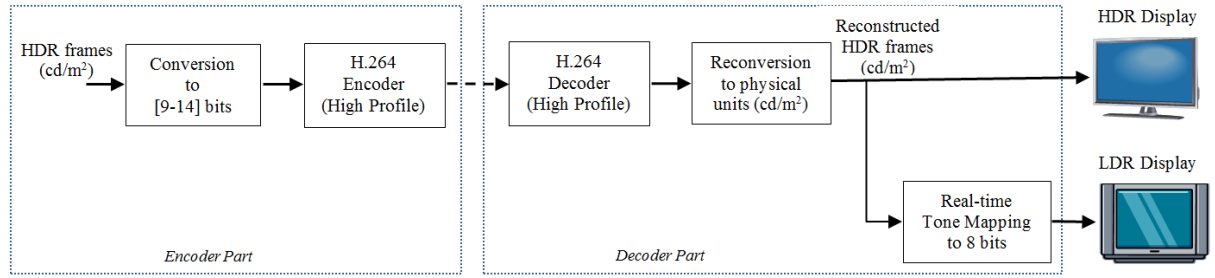 HDR frames
(cd/m²)
Conversion
to
[9-14] bits
H.264
Encoder
(High Profile)
Encoder Part
H.264
Decoder
(High Profile)
Reconversion
to physical
units (cd/m²)
Reconstructed
HDR frames
(cd/m²)
HDR Display
LDR Display
Real-time
Tone Mapping
to 8 bits
Decoder Part